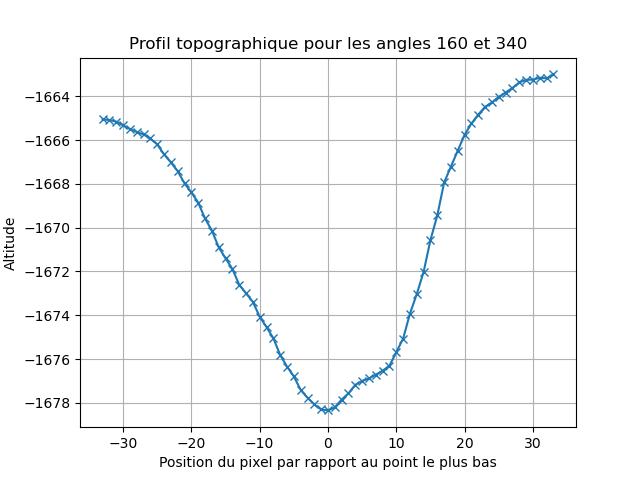 Profil topographique pour les angles 160 et 340
Altitude
−1664
−1666
−1668
−1670
−1672
−1674
−1676
−1678
−30 −20 −10 0 10 20 30
Position du pixel par rapport au point le plus bas